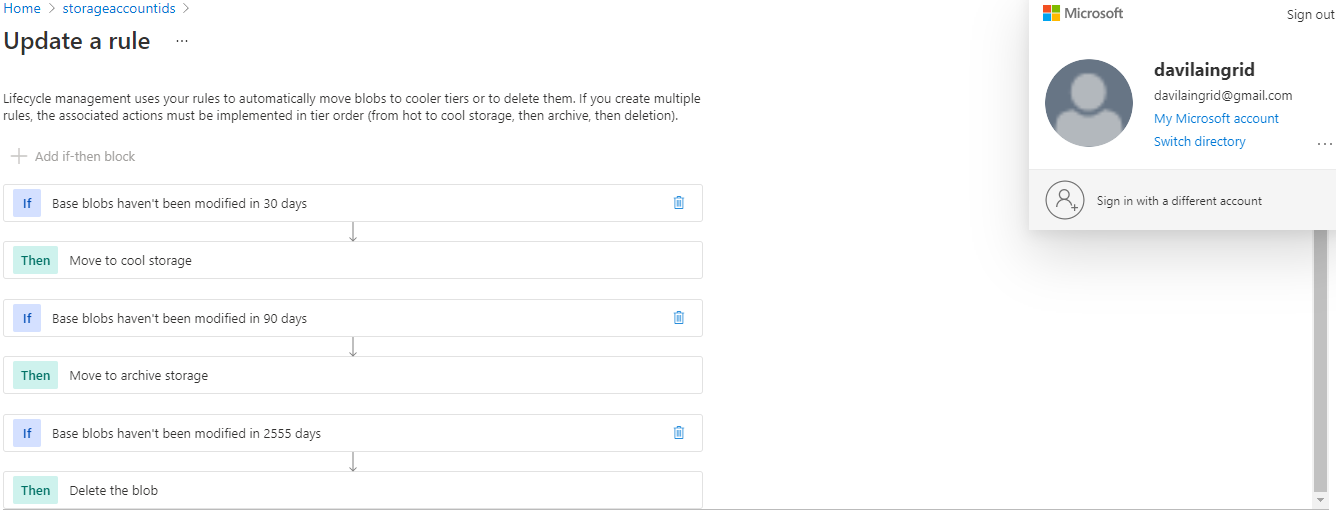 Home > storageaccountids >
Update a rule ...
Lifecycle management uses your rules to automatically move blobs to cooler tiers or to delete them. If you create multiple
rules, the associated actions must be implemented in tier order (from hot to cool storage, then archive, then deletion).
Add if-then block
If Base blobs haven't been modified in 30 days
Then Move to cool storage
If Base blobs haven't been modified in 90 days
Then Move to archive storage
If Base blobs haven't been modified in 2555 days
Then Delete the blob
Microsoft
Sign out
davilaingrid
davilaingrid@gmail.com
My Microsoft account
Switch directory
...
Sign in with a different account